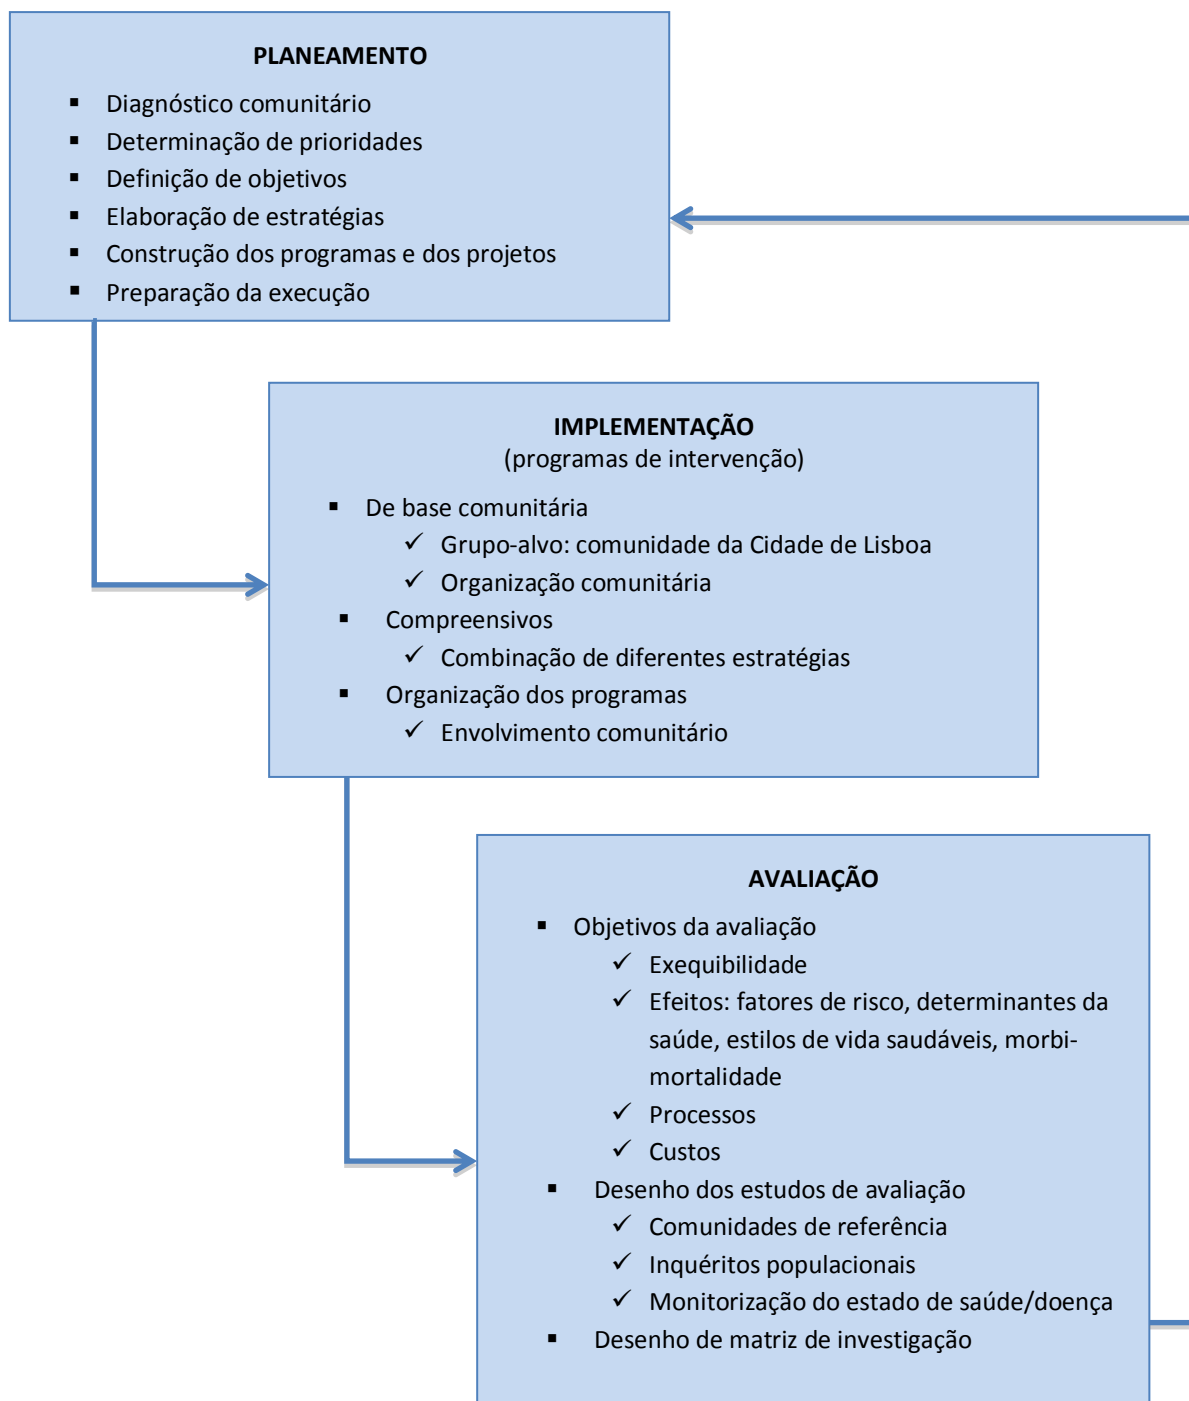 PLANEAMENTO
▪ Diagnóstico comunitário
▪ Determinação de prioridades
▪ Definição de objetivos
▪ Elaboração de estratégias
▪ Construção dos programas e dos projetos
▪ Preparação da execução
IMPLEMENTAÇÃO
(programas de intervenção)
▪ De base comunitária
✓ Grupo-alvo: comunidade da Cidade de Lisboa
✓ Organização comunitária
▪ Compreensivos
✓ Combinação de diferentes estratégias
▪ Organização dos programas
✓ Envolvimento comunitário
AVALIAÇÃO
▪ Objetivos da avaliação
✓ Exequibilidade
✓ Efeitos: fatores de risco, determinantes da
saúde, estilos de vida saudáveis, morbi-
mortalidade
✓ Processos
✓ Custos
▪ Desenho dos estudos de avaliação
✓ Comunidades de referência
✓ Inquéritos populacionais
✓ Monitorização do estado de saúde/doença
▪ Desenho de matriz de investigação